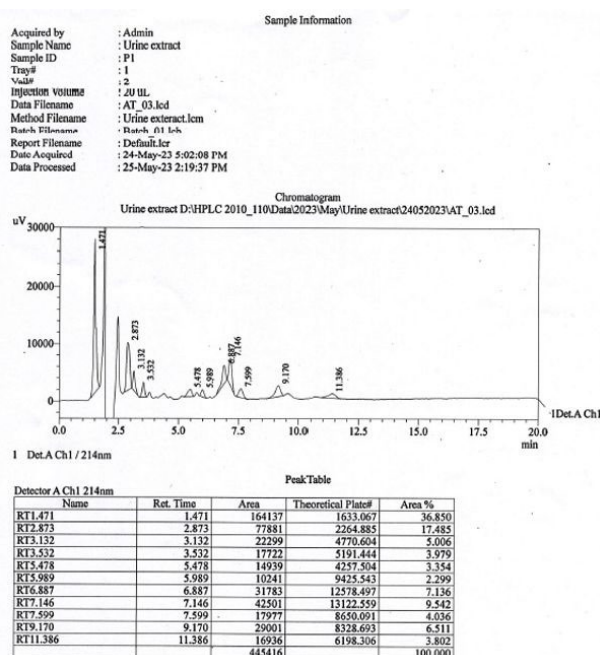 Sample Information
Acquired by : Admin
Sample Name : Urine extract
Sample ID : P1
Tray# : 1
Vail# : 2
Injection Volume : 20 uL
Data Filename : AT_03.lcd
Method Filename : Urine exteract.lcm
Batch Filename : Batch_01.lcb
Report Filename : Default.lcr
Date Acquired : 24-May-23 5:02:08 PM
Data Processed : 25-May-23 2:19:37 PM
Chromatogram
Urine extract D:\HPLC 2010_110\Data\2023\May\Urine extract\24052023\AT_03.lcd
uV
30000
20000
10000
0
1.471
2.873
3.132
3.532
5.478
5.989
6.887
7.146
7.599
9.170
11.386
1Det.A Ch1
0.0 2.5 5.0 7.5 10.0 12.5 15.0 17.5 20.0
min
1 Det.A Ch1 / 214nm
PeakTable
Detector A Ch1 214nm
Name Ret. Time Area Theoretical Plate# Area %
RT1.471 1.471 164137 1633.067 36.850
RT2.873 2.873 77881 2264.885 17.485
RT3.132 3.132 22299 4770.604 5.006
RT3.532 3.532 17722 5191.444 3.979
RT5.478 5.478 14939 4257.504 3.354
RT5.989 5.989 10241 9425.543 2.299
RT6.887 6.887 31783 12578.497 7.136
RT7.146 7.146 42501 13122.559 9.542
RT7.599 7.599 17977 8650.091 4.036
RT9.170 9.170 29001 8328.693 6.511
RT11.386 11.386 16936 6198.306 3.802
445416 100.000